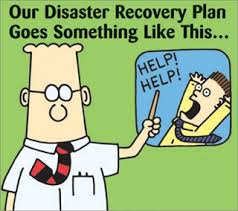 Our Disaster Recovery Plan
Goes Something Like This...
HELP!
HELP!